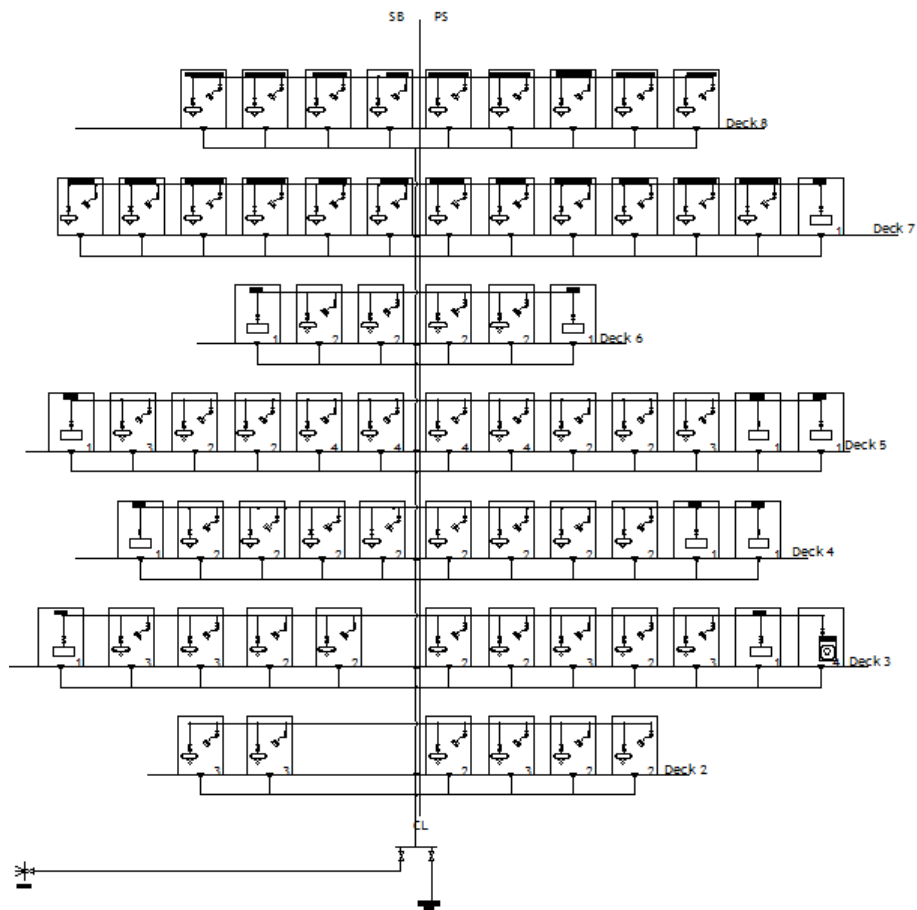 SB PS
Deck 8
1 Deck 7
1 2 2 2 2 1 Deck 6
1 3 2 2 4 4 4 4 2 2 3 1 1 Deck 5
1 2 2 2 2 2 2 2 2 1 1 Deck 4
1 3 3 2 2 2 2 3 2 3 1 4 Deck 3
3 3 2 3 2 2 Deck 2
CL